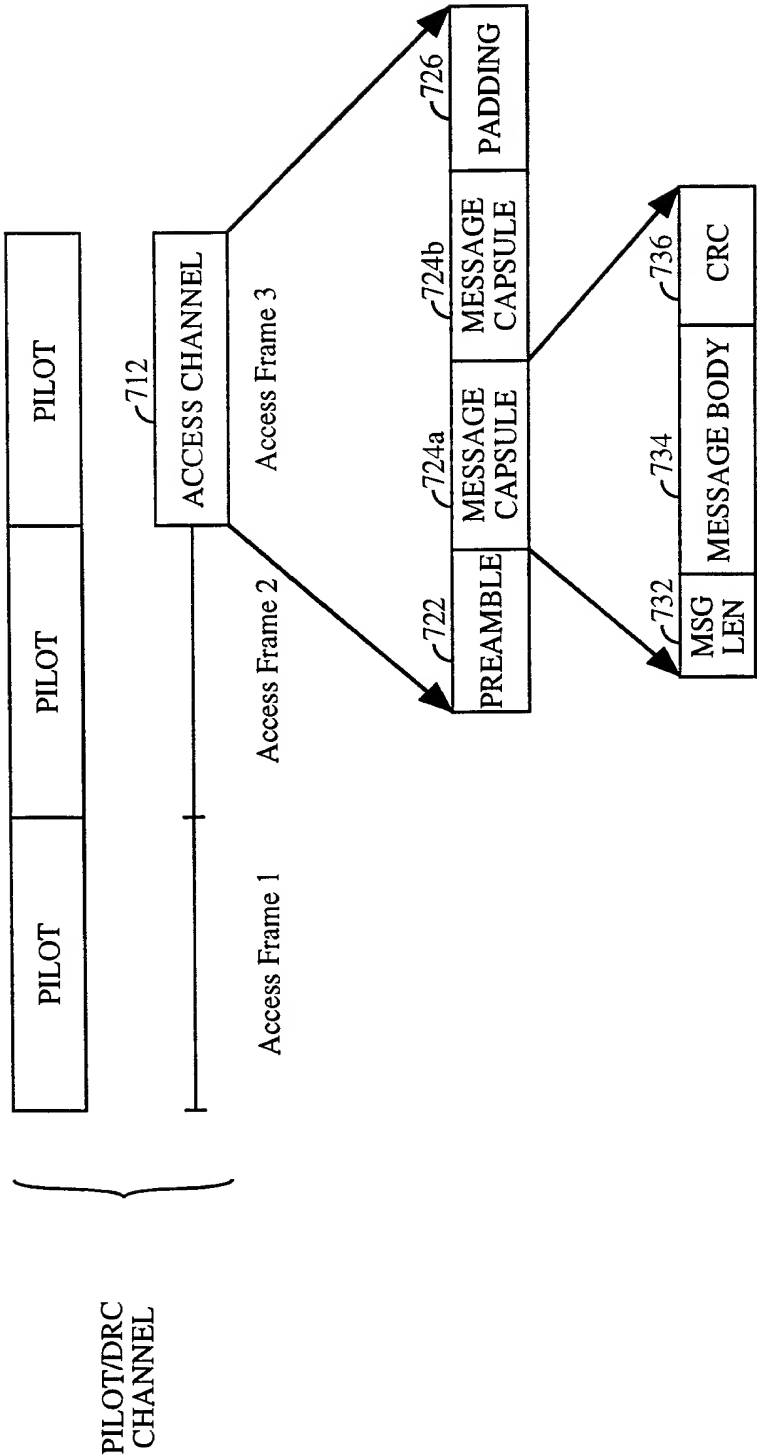 PILOT/DRC
CHANNEL
PILOT
PILOT
PILOT
712
ACCESS CHANNEL
Access Frame 1
Access Frame 2
Access Frame 3
722
724a
724b
726
PREAMBLE
MESSAGE
CAPSULE
MESSAGE
CAPSULE
PADDING
732
734
736
MSG
LEN
MESSAGE BODY
CRC